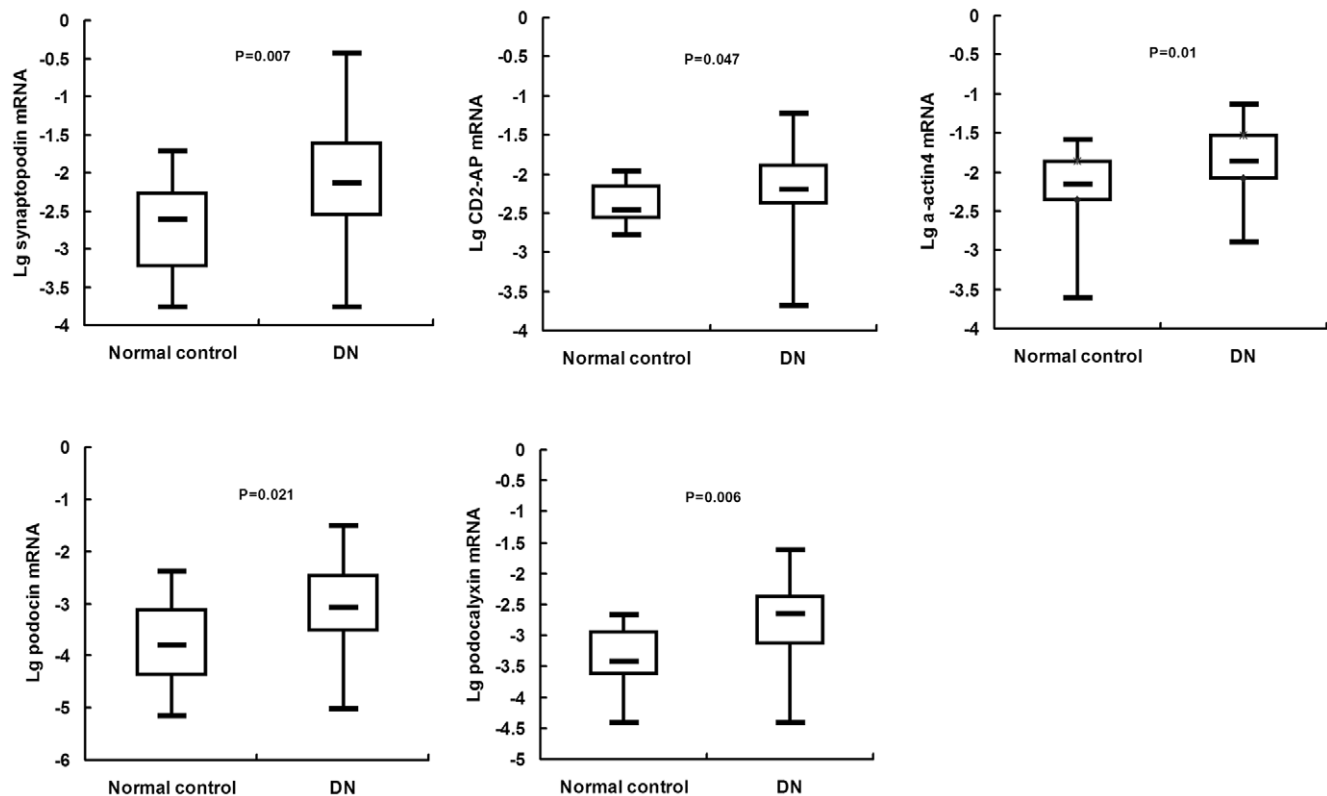 Lg synaptopodin mRNA
0
-0.5
-1
-1.5
-2
-2.5
-3
-3.5
-4
P=0.007
Normal control
DN
Lg CD2-AP mRNA
0
-0.5
-1
-1.5
-2
-2.5
-3
-3.5
-4
P=0.047
Normal control
DN
Lg a-actin4 mRNA
0
-0.5
-1
-1.5
-2
-2.5
-3
-3.5
-4
P=0.01
Normal control
DN
Lg podocin mRNA
0
-1
-2
-3
-4
-5
-6
P=0.021
Normal control
DN
Lg podocalyxin mRNA
0
-0.5
-1
-1.5
-2
-2.5
-3
-3.5
-4
-4.5
-5
P=0.006
Normal control
DN